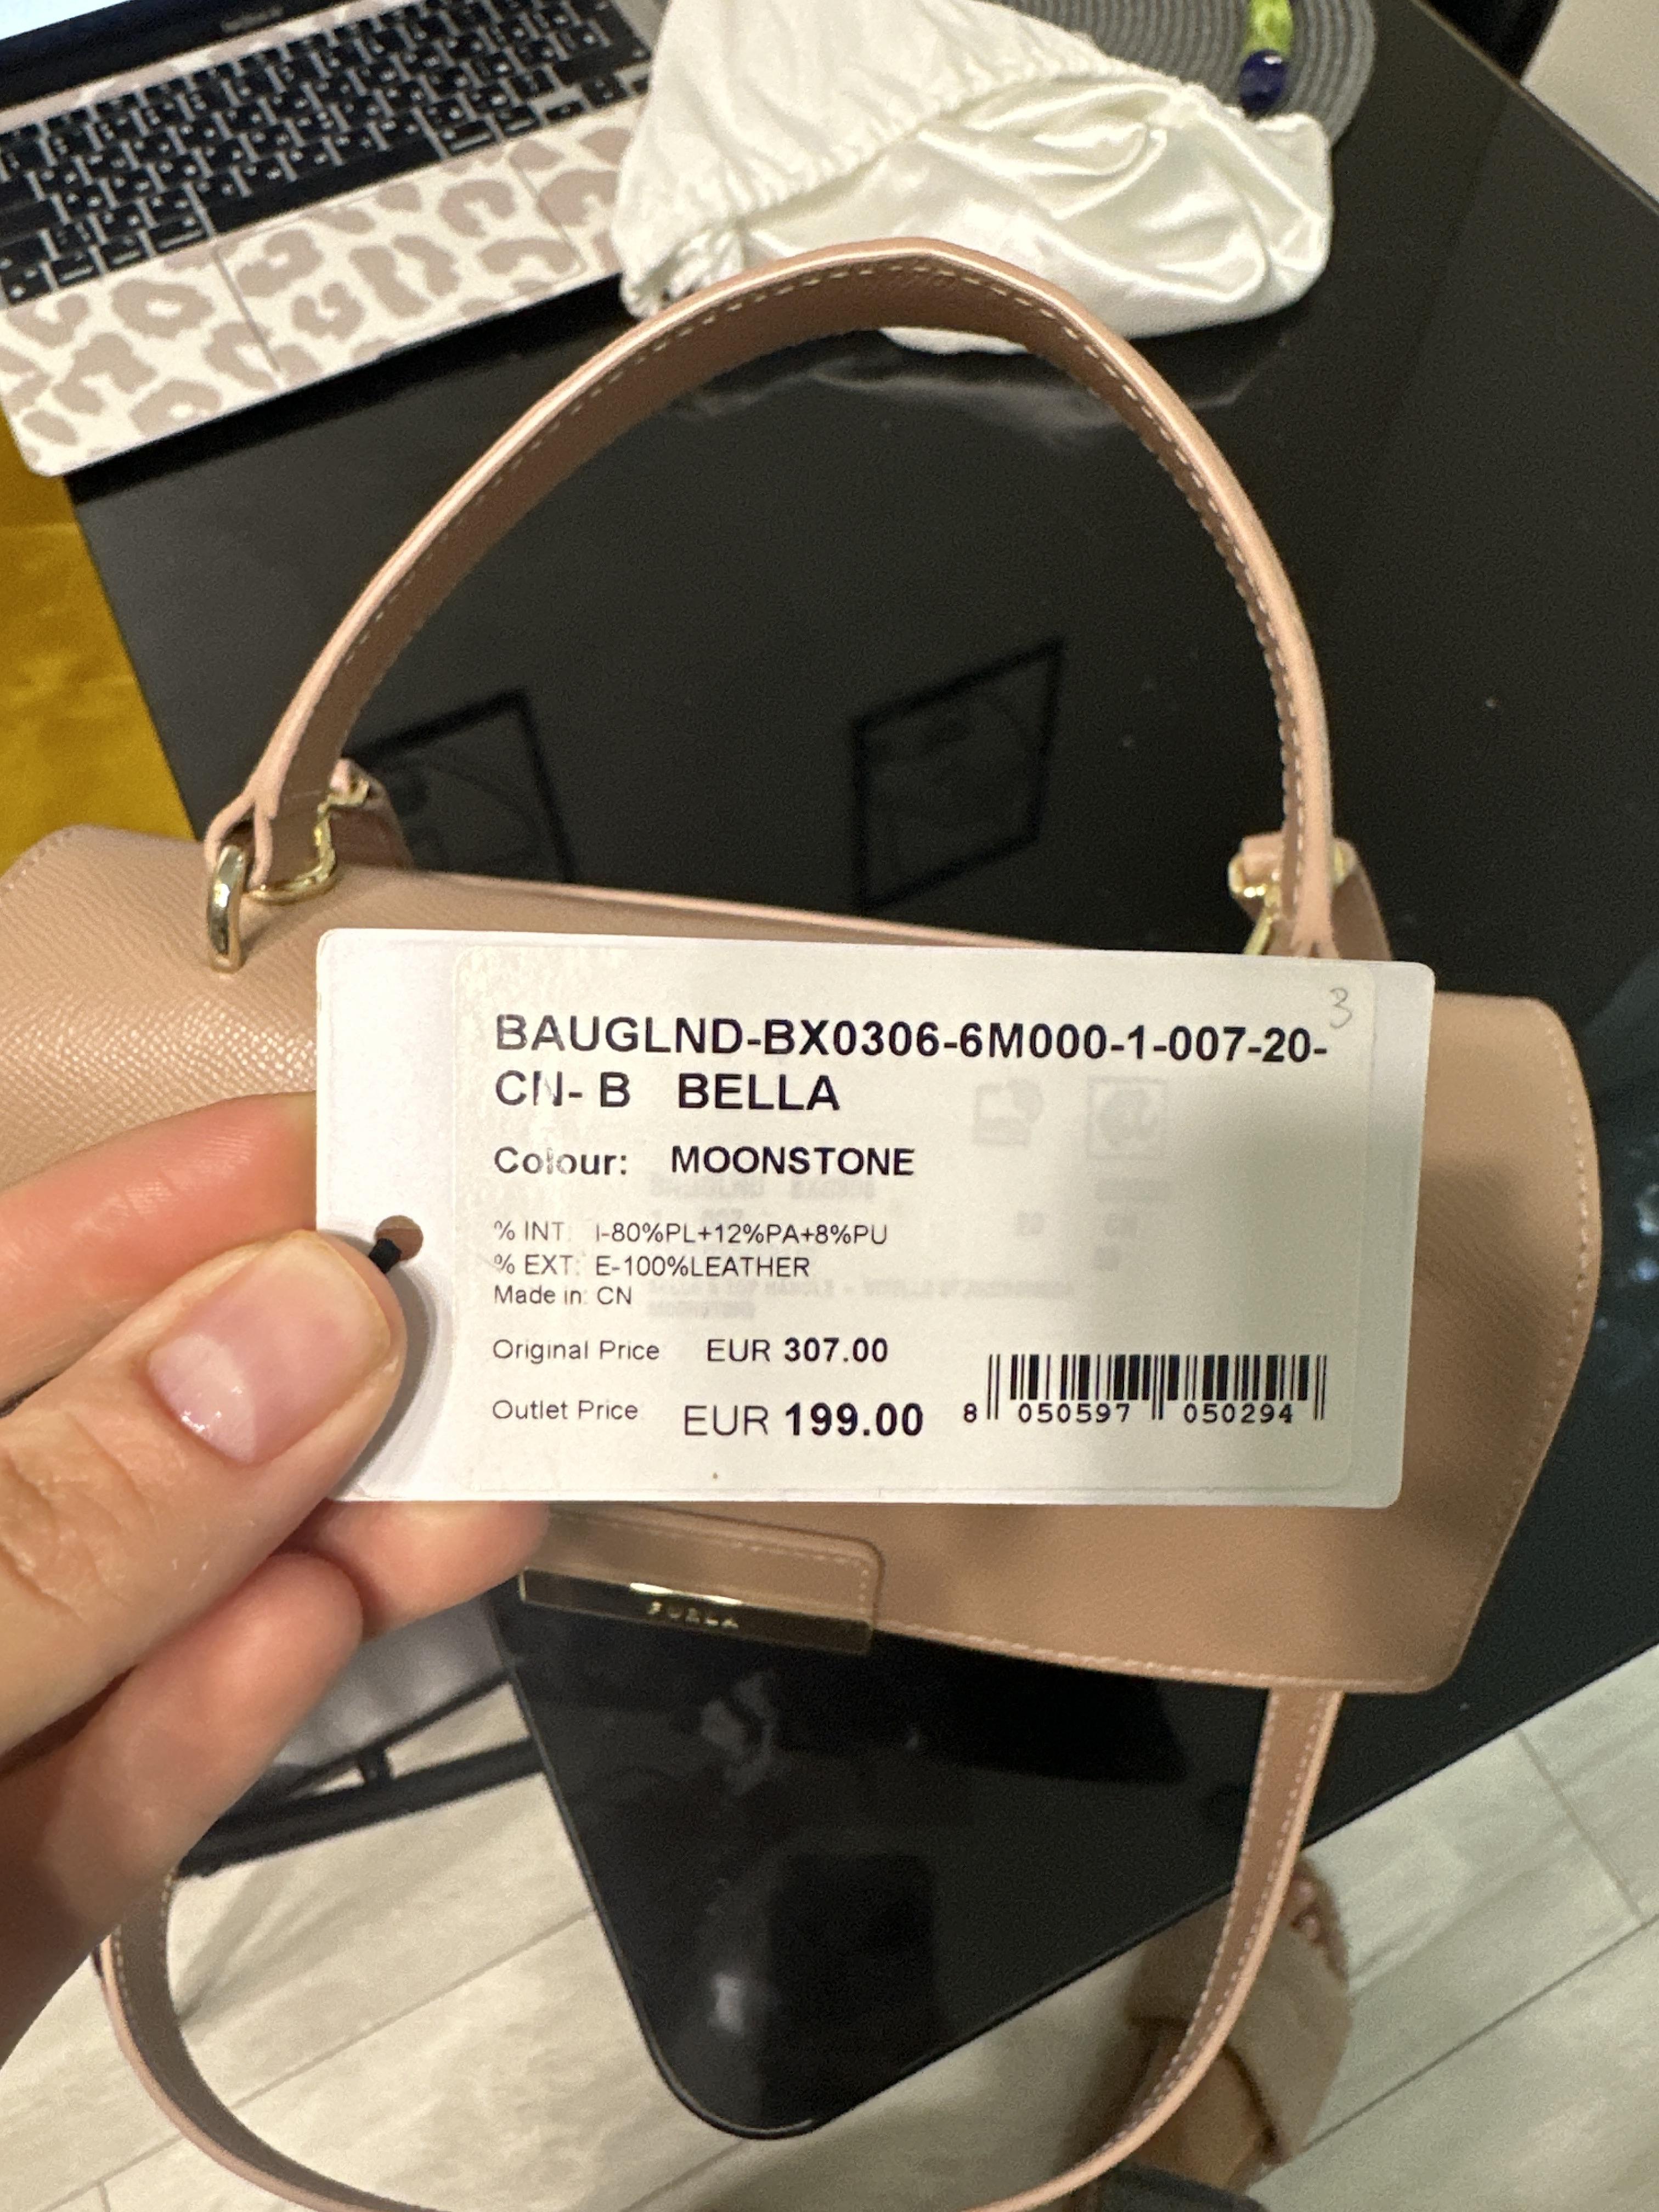 3
BAUGLND-BX0306-6M000-1-007-20-
CN- B BELLA
Colour: MOONSTONE
% INT: I-80%PL+12%PA+8%PU
% EXT: E-100%LEATHER
Made in: CN
Original Price EUR 307.00
Outlet Price EUR 199.00
8 050597 050294
FURLA